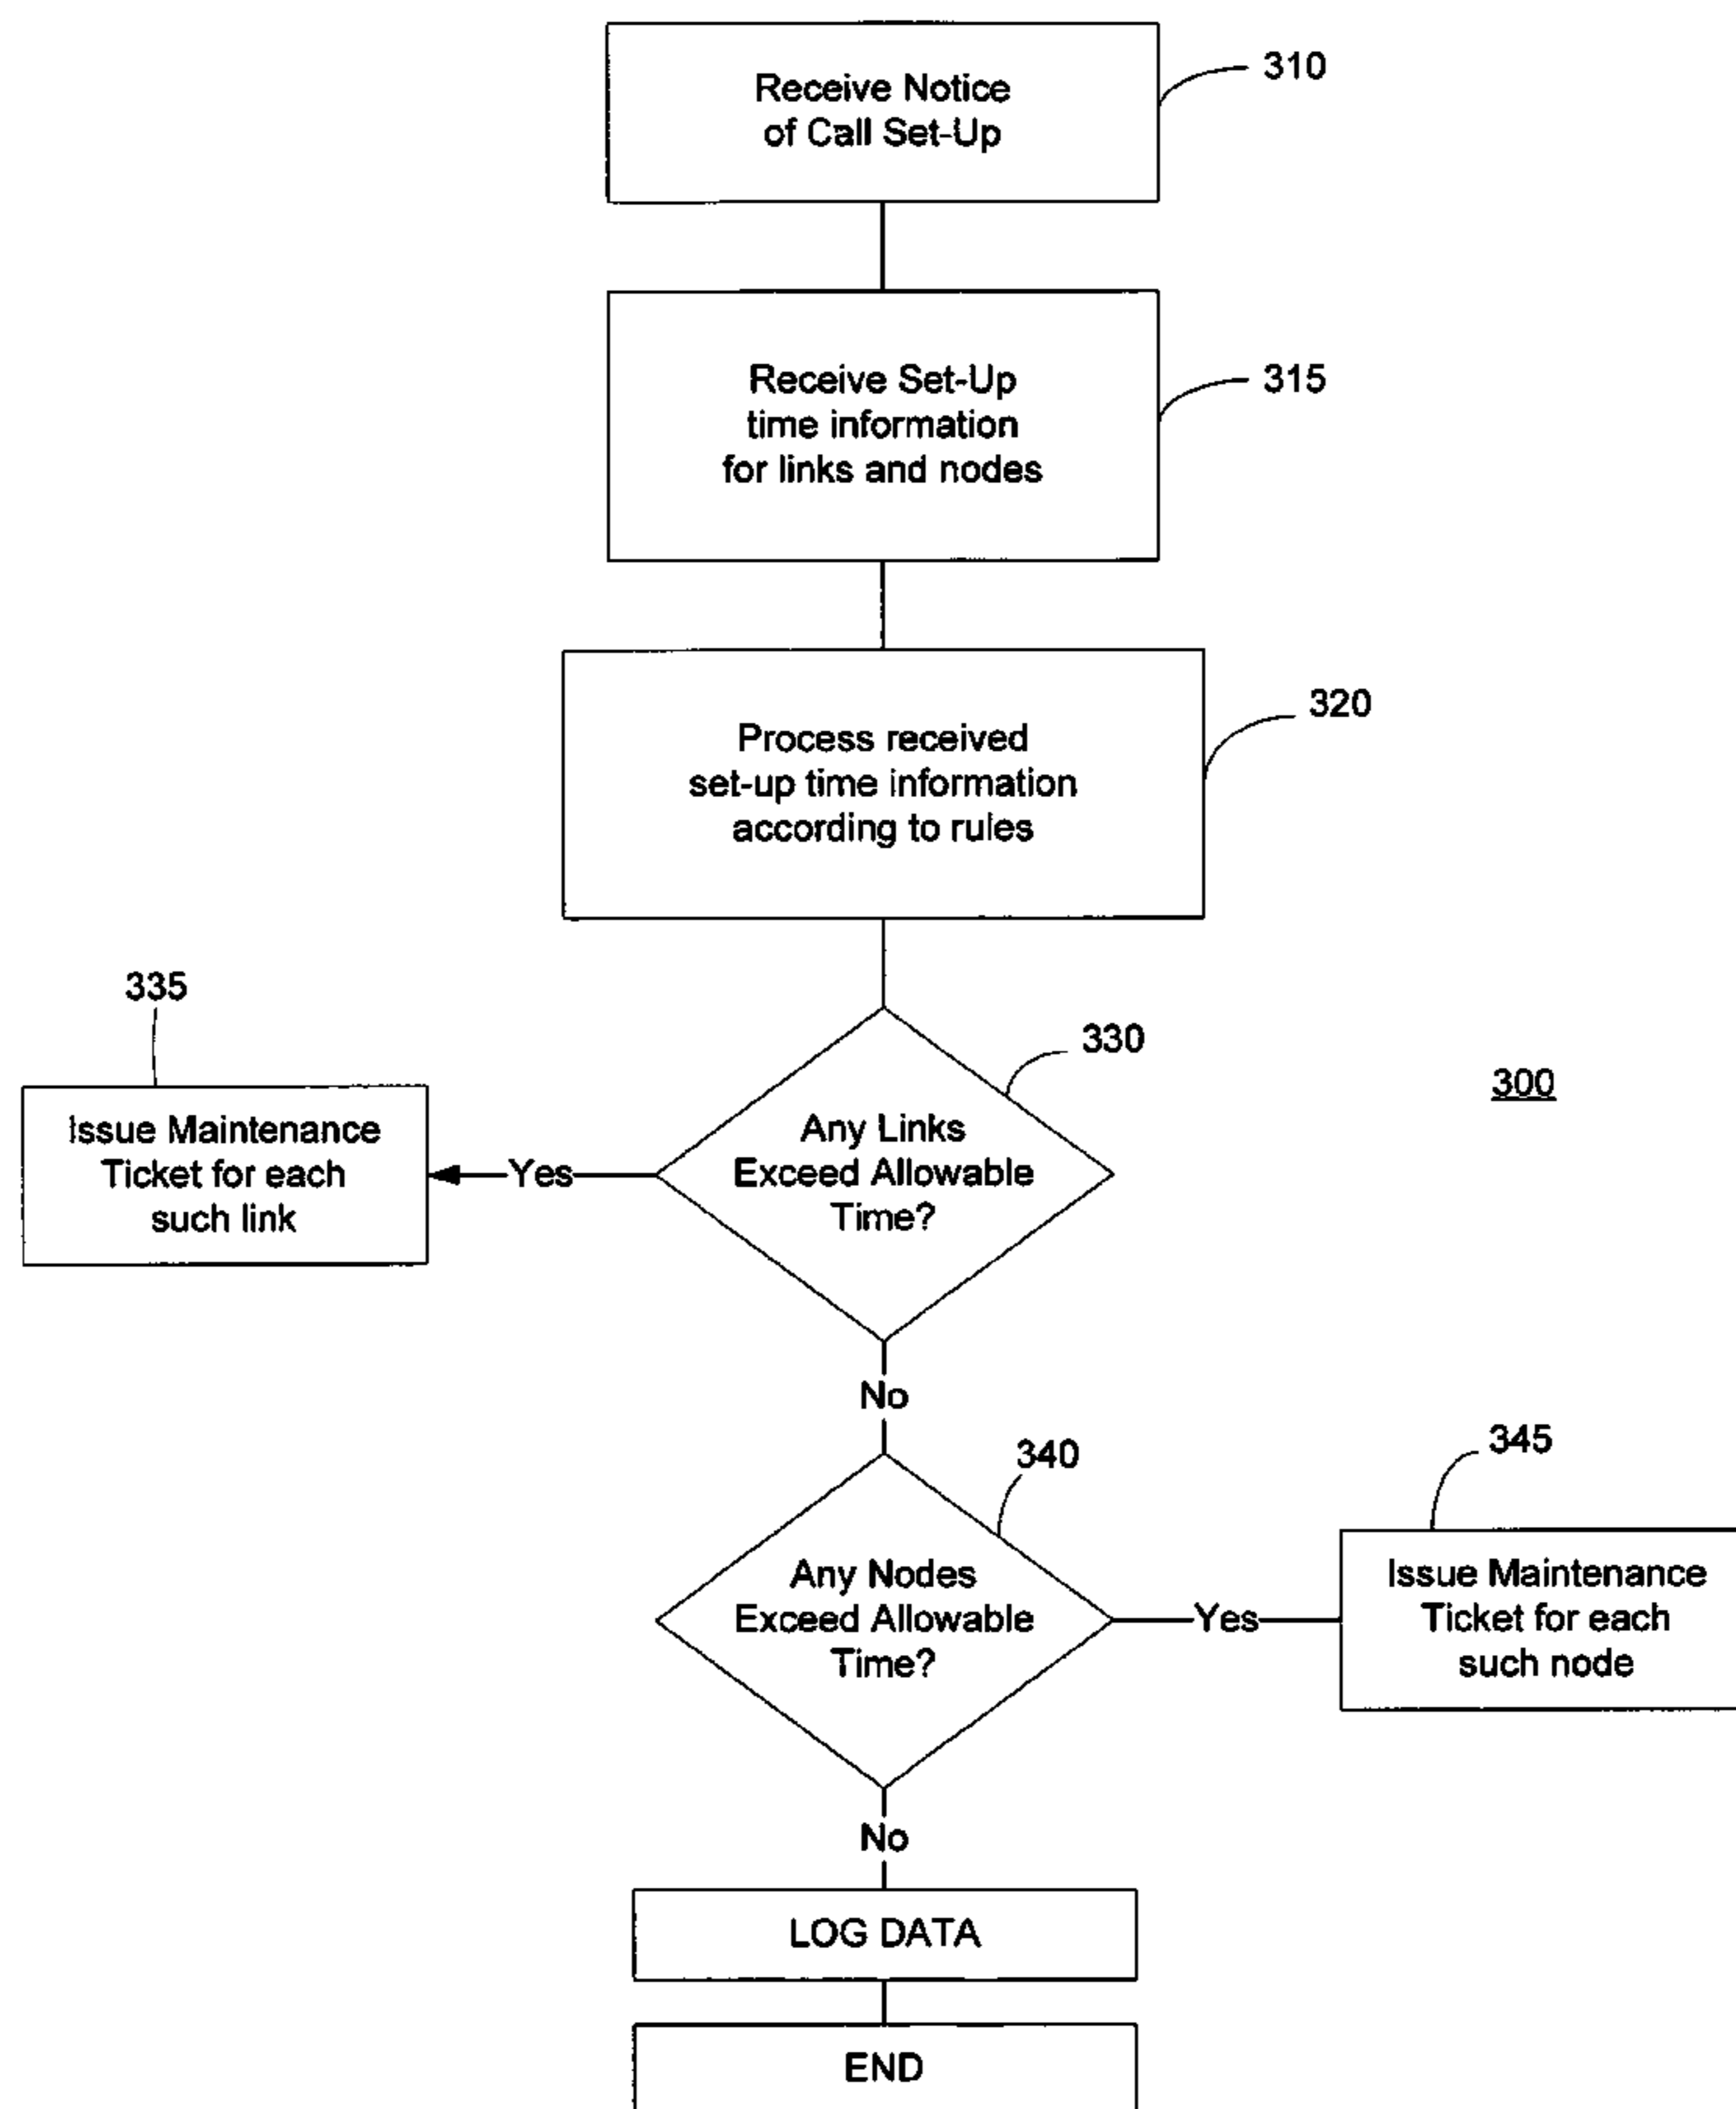 Receive Notice
of Call Set-Up
310
Receive Set-Up
time information
for links and nodes
315
Process received
set-up time information
according to rules
320
335
330
300
Issue Maintenance
Ticket for each
such link
Yes
Any Links
Exceed Allowable
Time?
No
340
345
Any Nodes
Exceed Allowable
Time?
Yes
Issue Maintenance
Ticket for each
such node
No
LOG DATA
END